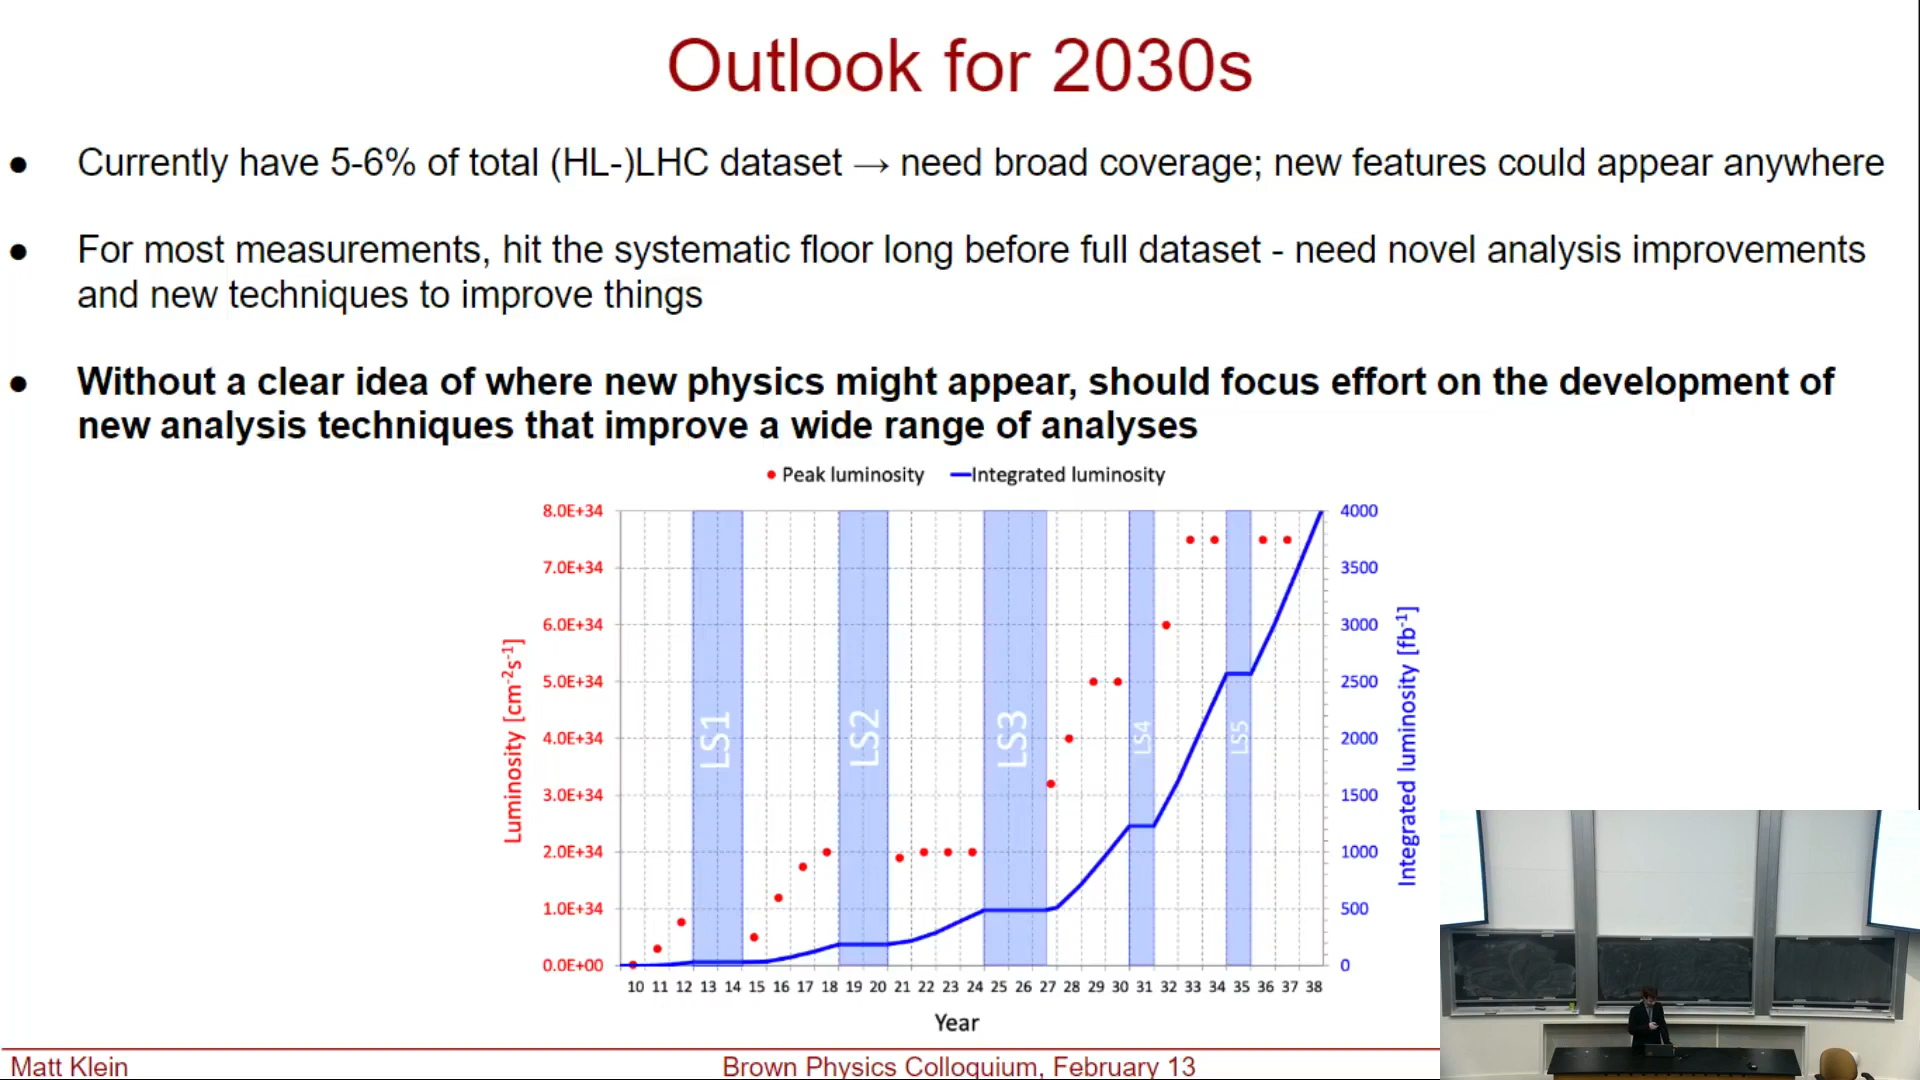 Outlook for 2030s
● Currently have 5-6% of total (HL-)LHC dataset → need broad coverage; new features could appear anywhere
● For most measurements, hit the systematic floor long before full dataset - need novel analysis improvements
and new techniques to improve things
● Without a clear idea of where new physics might appear, should focus effort on the development of
new analysis techniques that improve a wide range of analyses
Peak luminosity Integrated luminosity
8.0E+34 4000
7.0E+34 3500
6.0E+34 3000
5.0E+34 2500
4.0E+34 2000
3.0E+34 1500
2.0E+34 1000
1.0E+34 500
0.0E+00 0
Luminosity [cm⁻²s⁻¹]
LS1 LS2 LS3 LS4 LS5
Integrated luminosity [fb⁻¹]
10 11 12 13 14 15 16 17 18 19 20 21 22 23 24 25 26 27 28 29 30 31 32 33 34 35 36 37 38
Year
Matt Klein Brown Physics Colloquium, February 13